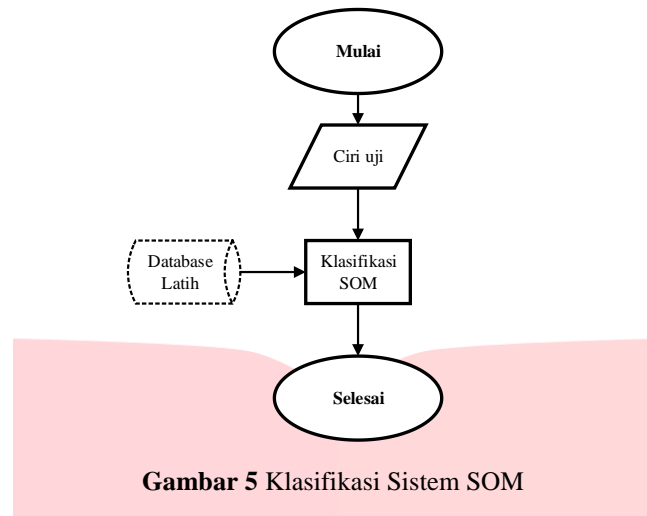 Mulai
Ciri uji
Database
Latih
Klasifikasi
SOM
Selesai
Gambar 5 Klasifikasi Sistem SOM